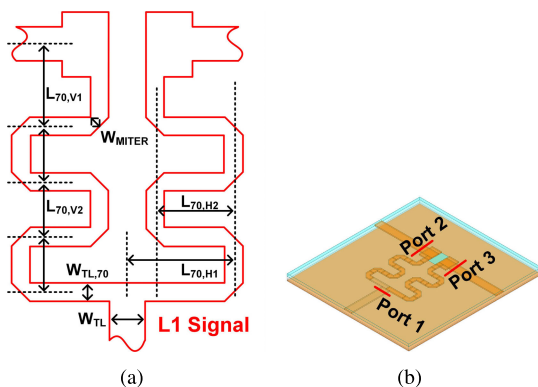 L70,V1
WMITER
L70,V2
L70,H2
WTL,70
L70,H1
WTL
L1 Signal
Port 2
Port 3
Port 1
(a)
(b)